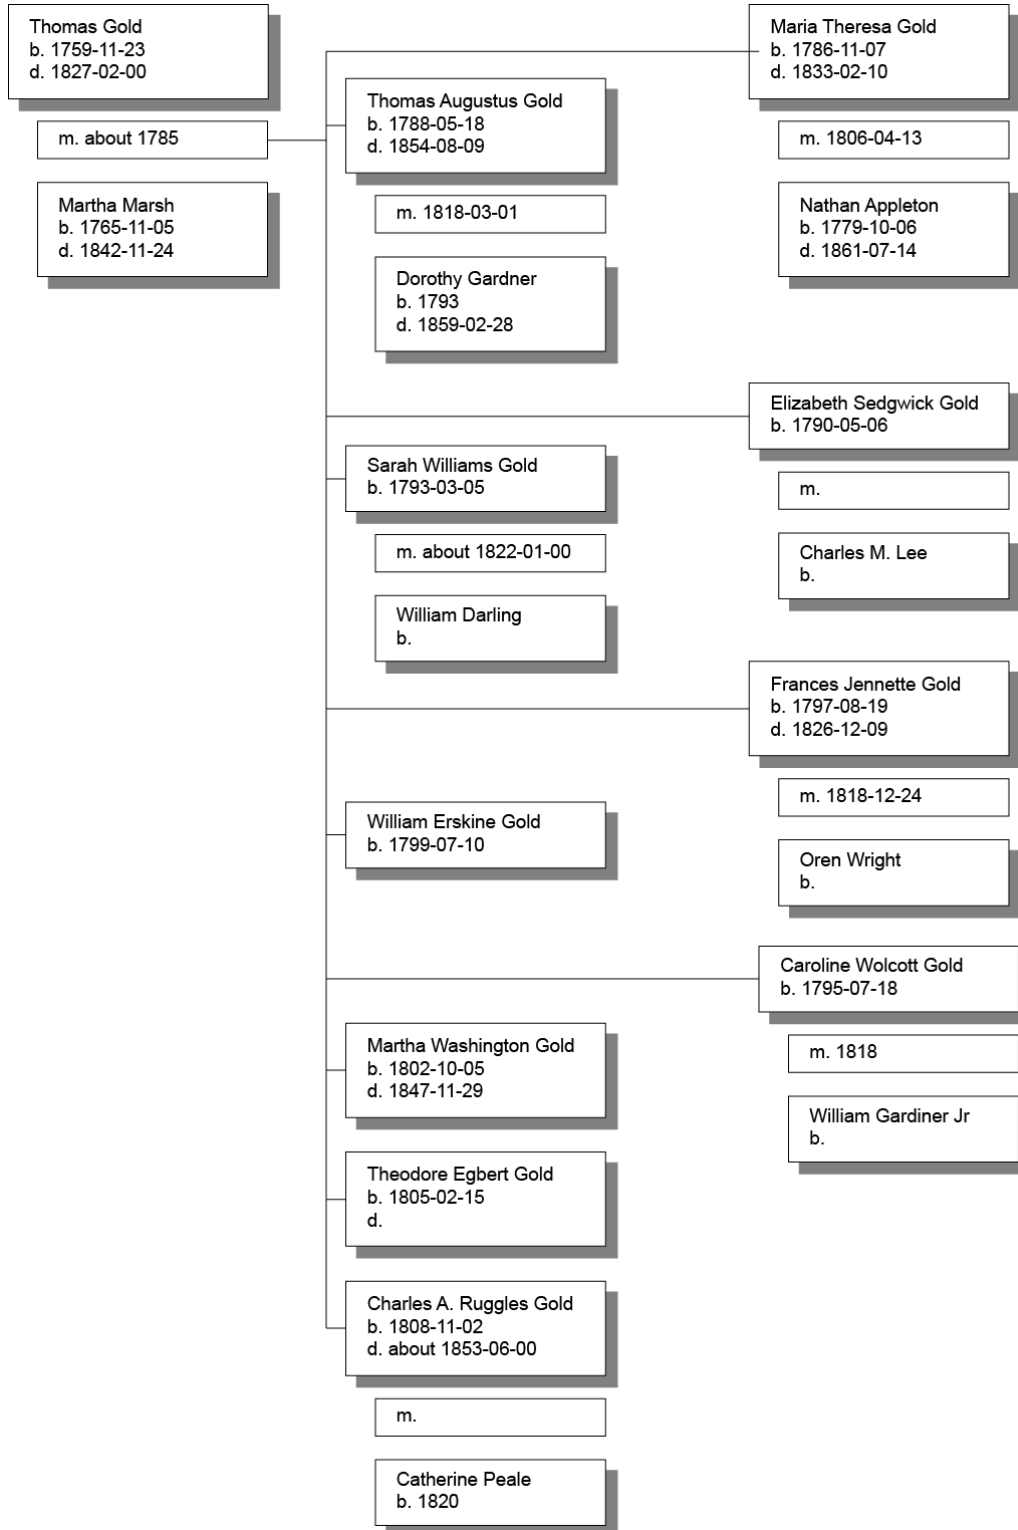 Thomas Gold
b. 1759-11-23
d. 1827-02-00
m. about 1785
Martha Marsh
b. 1765-11-05
d. 1842-11-24
Maria Theresa Gold
b. 1786-11-07
d. 1833-02-10
m. 1806-04-13
Nathan Appleton
b. 1779-10-06
d. 1861-07-14
Thomas Augustus Gold
b. 1788-05-18
d. 1854-08-09
m. 1818-03-01
Dorothy Gardner
b. 1793
d. 1859-02-28
Elizabeth Sedgwick Gold
b. 1790-05-06
m.
Charles M. Lee
b.
Sarah Williams Gold
b. 1793-03-05
m. about 1822-01-00
William Darling
b.
Frances Jennette Gold
b. 1797-08-19
d. 1826-12-09
m. 1818-12-24
Oren Wright
b.
William Erskine Gold
b. 1799-07-10
Caroline Wolcott Gold
b. 1795-07-18
m. 1818
William Gardiner Jr
b.
Martha Washington Gold
b. 1802-10-05
d. 1847-11-29
Theodore Egbert Gold
b. 1805-02-15
d.
Charles A. Ruggles Gold
b. 1808-11-02
d. about 1853-06-00
m.
Catherine Peale
b. 1820